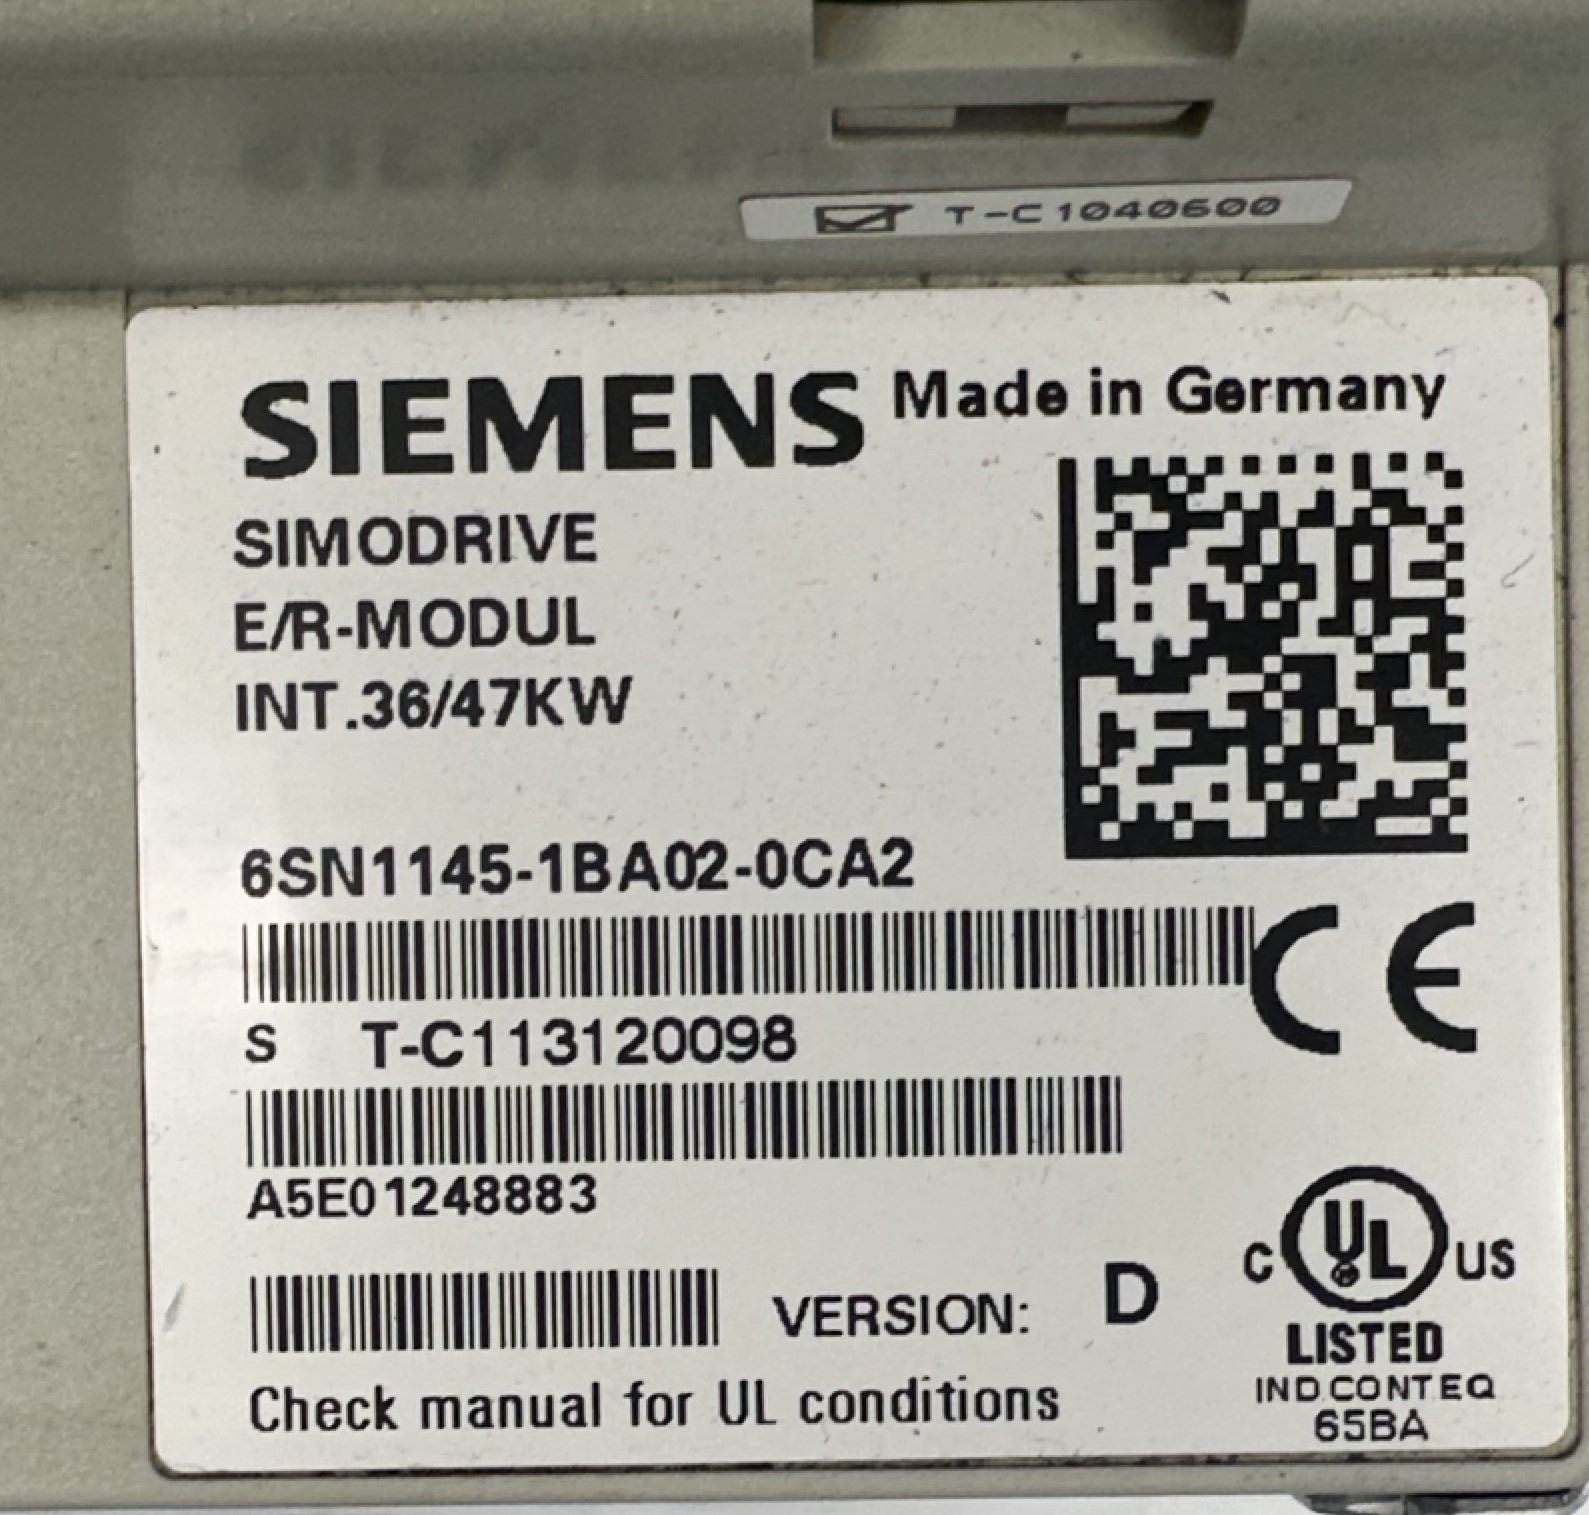 T-C1040600
SIEMENS Made in Germany
SIMODRIVE
E/R-MODUL
INT.36/47KW
6SN1145-1BA02-0CA2
CE
S T-C113120098
A5E01248883
C UL US
VERSION: D
LISTED
IND CONT EQ
Check manual for UL conditions
65BA